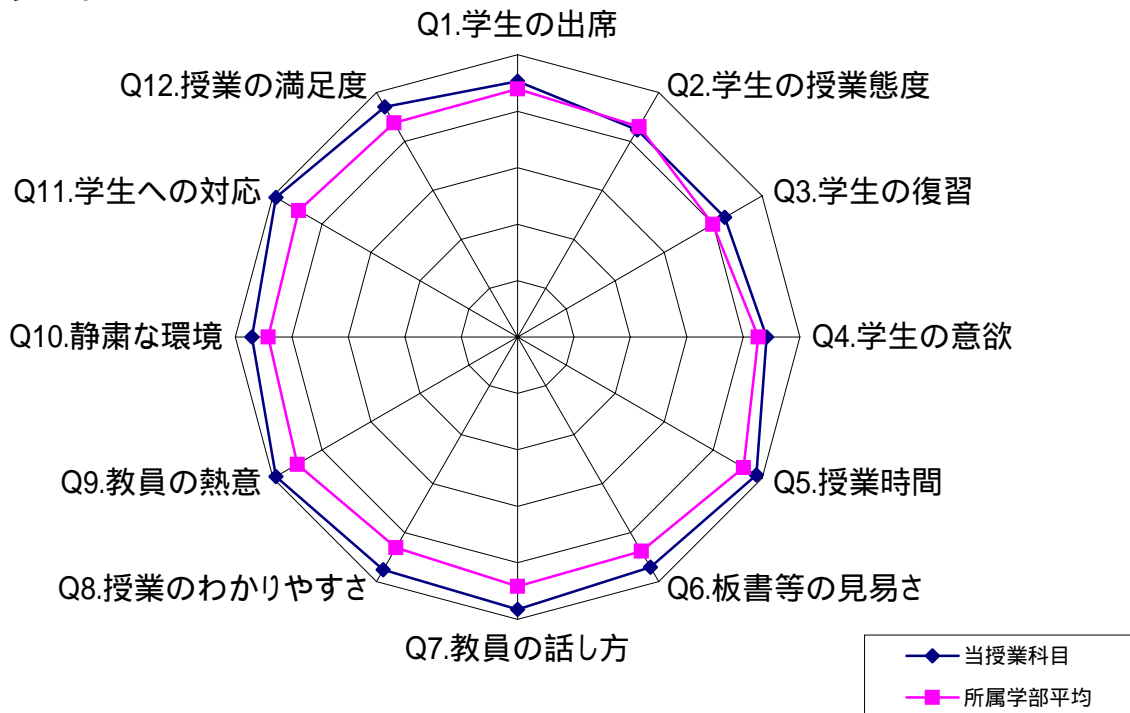 Q1.学生の出席
Q12.授業の満足度
Q2.学生の授業態度
Q11.学生への対応
Q3.学生の復習
Q10.静粛な環境
Q4.学生の意欲
Q9.教員の熱意
Q5.授業時間
Q8.授業のわかりやすさ
Q6.板書等の見易さ
Q7.教員の話し方
当授業科目
所属学部平均